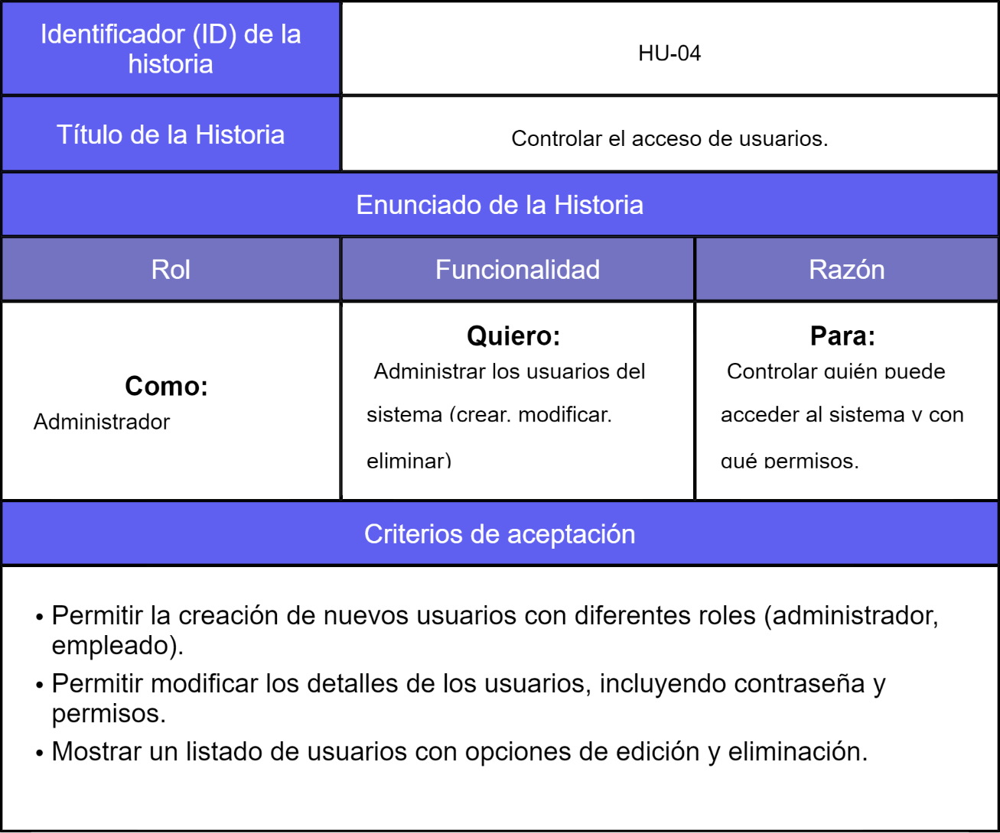 Identificador (ID) de la
historia
HU-04
Título de la Historia
Controlar el acceso de usuarios.
Enunciado de la Historia
Rol
Funcionalidad
Razón
Como:
Administrador
Quiero:
Administrar los usuarios del
sistema (crear, modificar,
eliminar)
Para:
Controlar quién puede
acceder al sistema y con
qué permisos.
Criterios de aceptación
• Permitir la creación de nuevos usuarios con diferentes roles (administrador,
empleado).
• Permitir modificar los detalles de los usuarios, incluyendo contraseña y
permisos.
• Mostrar un listado de usuarios con opciones de edición y eliminación.